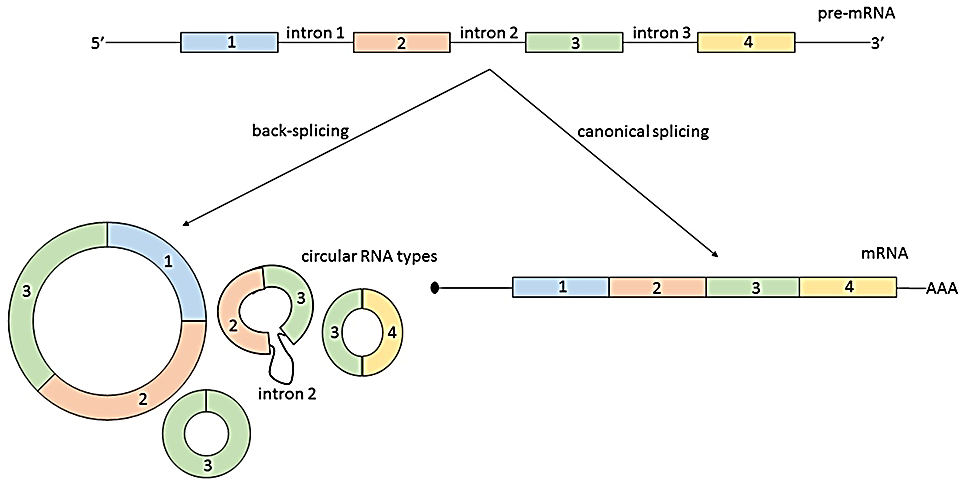 pre-mRNA
5’ 1 intron 1 2 intron 2 3 intron 3 4 3’
back-splicing
canonical splicing
circular RNA types
mRNA
1
3
2
2
3
intron 2
3
4
3
1 2 3 4 AAA